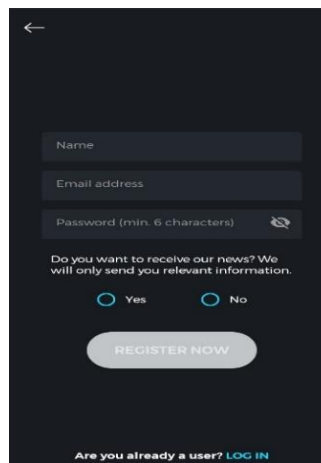 Name
Email address
Password (min. 6 characters)
Do you want to receive our news? We
will only send you relevant information.
Yes No
REGISTER NOW
Are you already a user? LOG IN